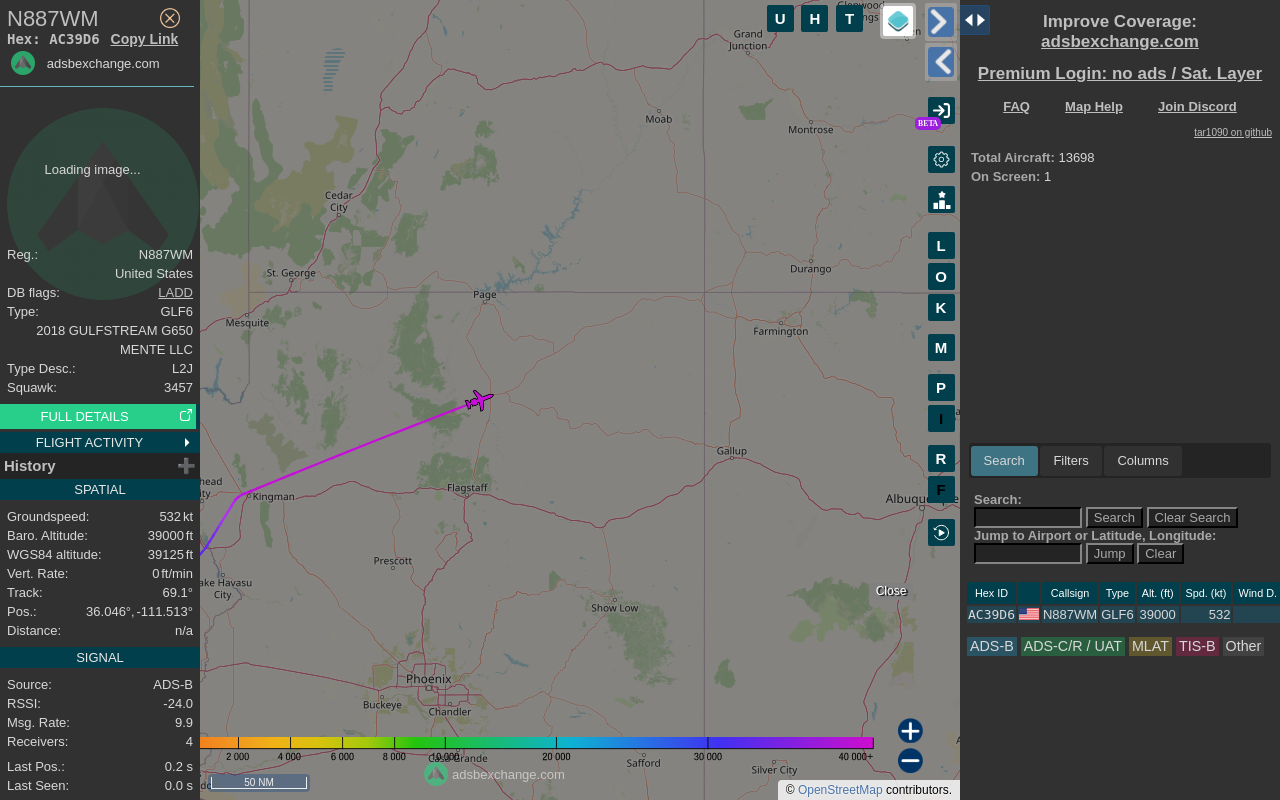 N887WM
Hex: AC39D6 Copy Link
adsbexchange.com
Loading image...
Reg.: N887WM
United States
DB flags: LADD
Type: GLF6
2018 GULFSTREAM G650
MENTE LLC
Type Desc.: L2J
Squawk: 3457
FULL DETAILS
FLIGHT ACTIVITY
History ➕
SPATIAL
Groundspeed: 532 kt
Baro. Altitude: 39000 ft
WGS84 altitude: 39125 ft
Vert. Rate: 0 ft/min
Track: 69.1°
Pos.: 36.046°, -111.513°
Distance: n/a
SIGNAL
Source: ADS-B
RSSI: -24.0
Msg. Rate: 9.9
Receivers: 4
Last Pos.: 0.2 s
Last Seen: 0.0 s
U H T
Grand
Junction
Moab
Montrose
Cedar
City
St. George
Page
Durango
Mesquite
Farmington
Gallup
Kingman
Flagstaff
Prescott
City
Show Low
Phoenix
Buckeye
Chandler
Safford
Silver City
BETA
L
O
K
M
P
I
R
F
Close
2 000 4 000 6 000 8 000 10 000 20 000 30 000 40 000+
adsbexchange.com
50 NM
© OpenStreetMap contributors.
Improve Coverage:
adsbexchange.com
Premium Login: no ads / Sat. Layer
FAQ Map Help Join Discord
tar1090 on github
Total Aircraft: 13698
On Screen: 1
Search Filters Columns
Search:
Search Clear Search
Jump to Airport or Latitude, Longitude:
Jump Clear
Hex ID Callsign Type Alt. (ft) Spd. (kt) Wind D.
AC39D6 N887WM GLF6 39000 532
ADS-B ADS-C/R / UAT MLAT TIS-B Other